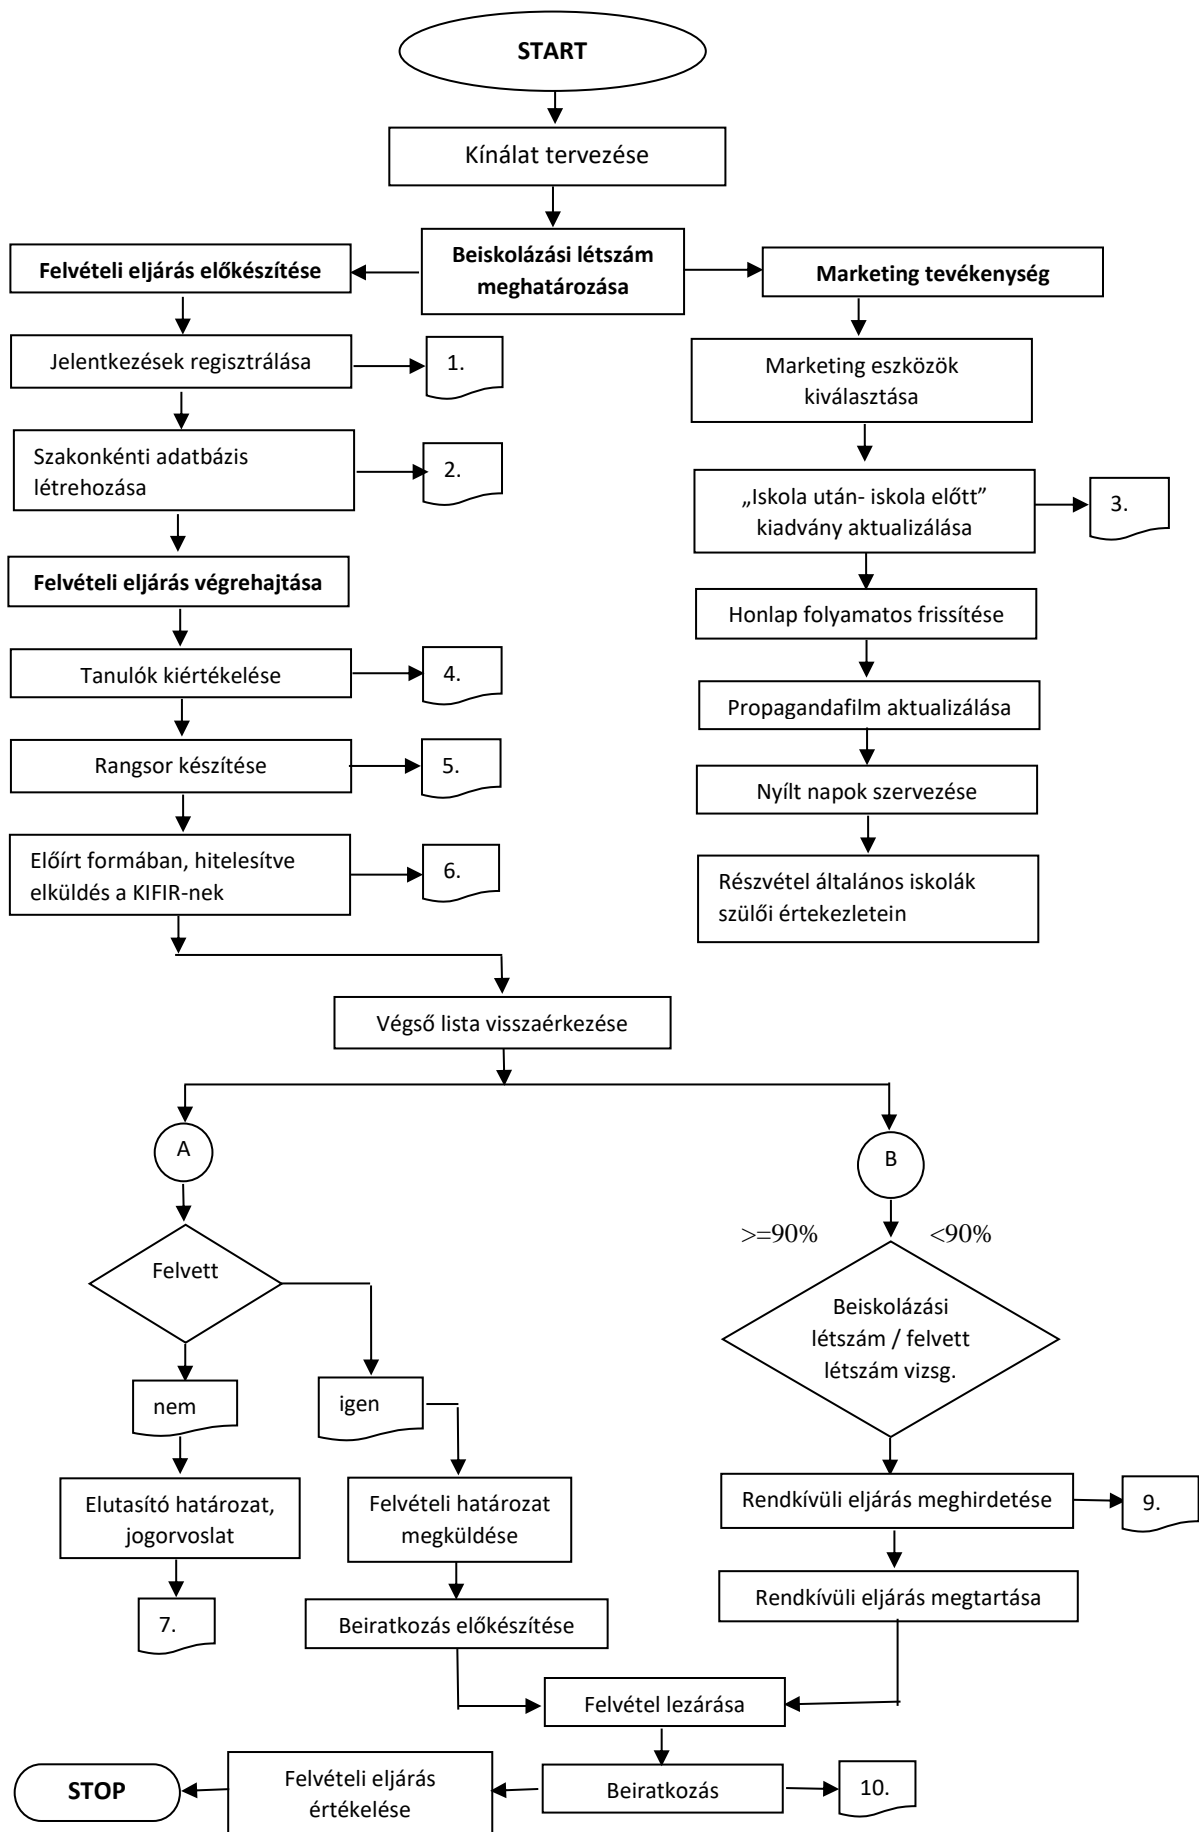 START
Kínálat tervezése
Beiskolázási létszám
meghatározása
Felvételi eljárás előkészítése
Marketing tevékenység
Jelentkezések regisztrálása
1.
Szakonkénti adatbázis
létrehozása
2.
Felvételi eljárás végrehajtása
Tanulók kiértékelése
4.
Rangsor készítése
5.
Előírt formában, hitelesítve
elküldés a KIFIR-nek
6.
Marketing eszközök
kiválasztása
„Iskola után- iskola előtt”
kiadvány aktualizálása
3.
Honlap folyamatos frissítése
Propagandafilm aktualizálása
Nyílt napok szervezése
Részvétel általános iskolák
szülői értekezletein
Végső lista visszaérkezése
A
Felvett
nem
igen
Elutasító határozat,
jogorvoslat
7.
Felvételi határozat
megküldése
Beiratkozás előkészítése
B
>=90%
<90%
Beiskolázási
létszám / felvett
létszám vizsg.
Rendkívüli eljárás meghirdetése
9.
Rendkívüli eljárás megtartása
Felvétel lezárása
Beiratkozás
10.
Felvételi eljárás
értékelése
STOP